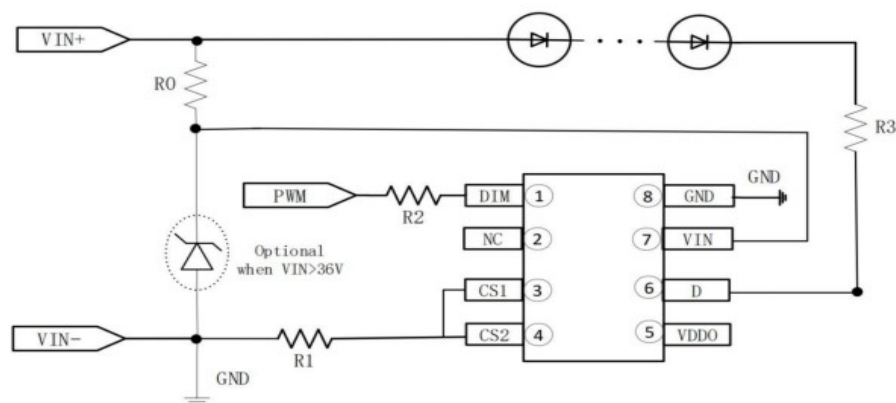 VIN+
R0
R3
PWM
R2
DIM
1
8
GND
GND
NC
2
7
VIN
Optional
when VIN>36V
CS1
3
6
D
VIN-
R1
CS2
4
5
VDDO
GND